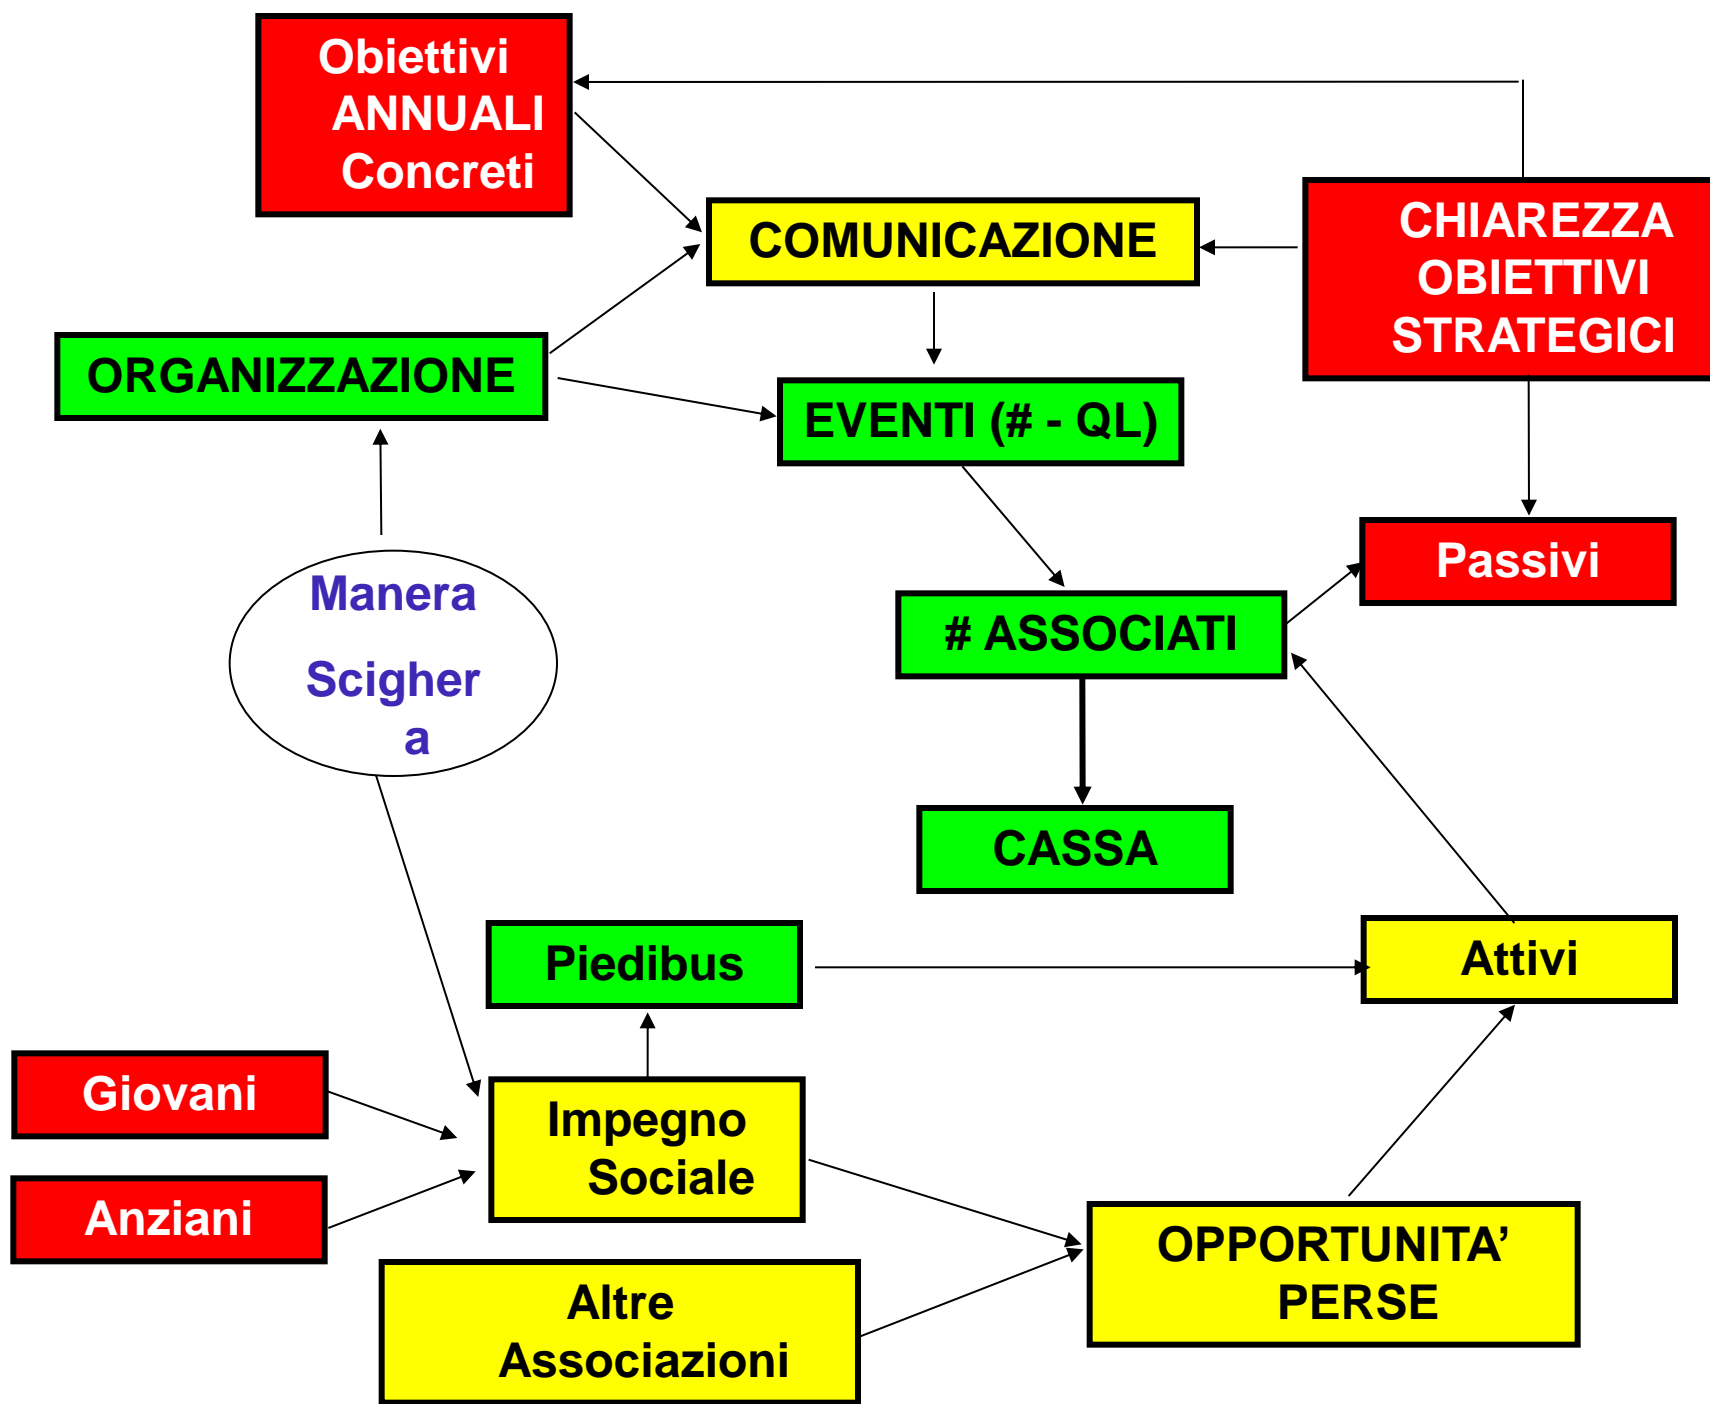 Obiettivi
ANNUALI
Concreti
CHIAREZZA
OBIETTIVI
STRATEGICI
COMUNICAZIONE
ORGANIZZAZIONE
EVENTI (# - QL)
Passivi
Manera
Scigher
a
# ASSOCIATI
CASSA
Piedibus
Attivi
Giovani
Impegno
Sociale
Anziani
OPPORTUNITA’
PERSE
Altre
Associazioni